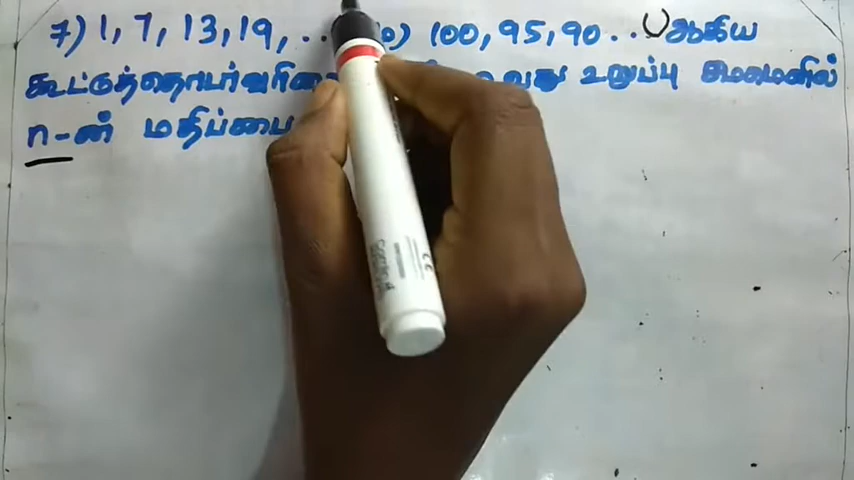 7) 1, 7, 13, 19, . . 100, 95, 90 . . ஆகிய
கூட்டுத்தொடர்வரிசை வது உறுப்பு சமமெனில்
n-ன் மதிப்பை